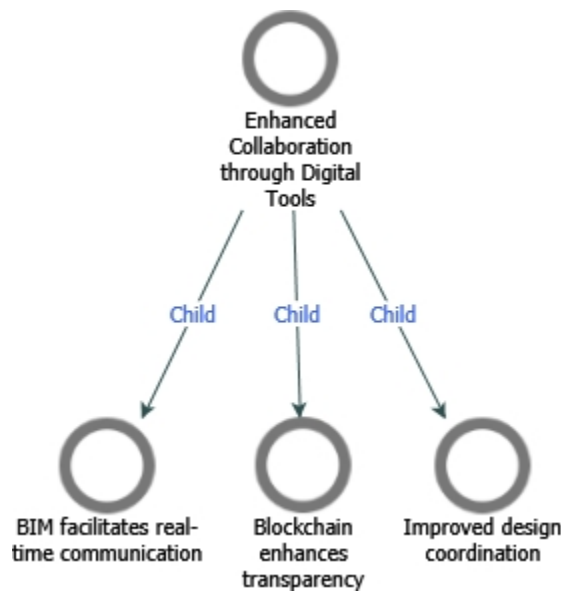 Enhanced
Collaboration
through Digital
Tools
Child
Child
Child
BIM facilitates real-
time communication
Blockchain
enhances
transparency
Improved design
coordination